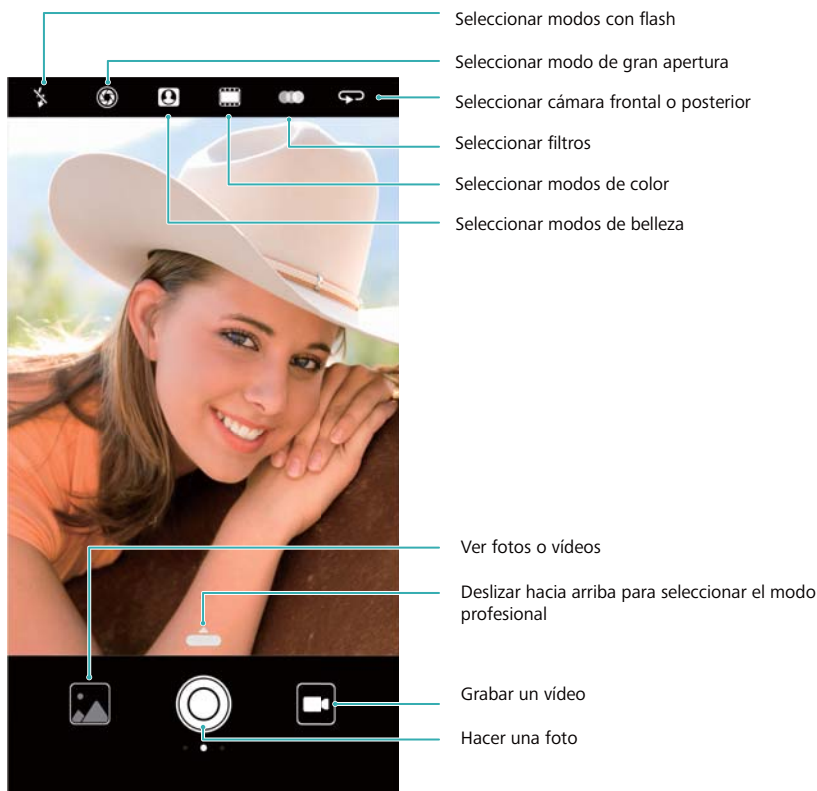 Seleccionar modos con flash
Seleccionar modo de gran apertura
Seleccionar cámara frontal o posterior
Seleccionar filtros
Seleccionar modos de color
Seleccionar modos de belleza
Ver fotos o vídeos
Deslizar hacia arriba para seleccionar el modo
profesional
Grabar un vídeo
Hacer una foto